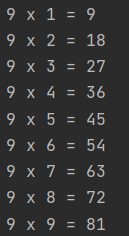 9 x 1 = 9
9 x 2 = 18
9 x 3 = 27
9 x 4 = 36
9 x 5 = 45
9 x 6 = 54
9 x 7 = 63
9 x 8 = 72
9 x 9 = 81